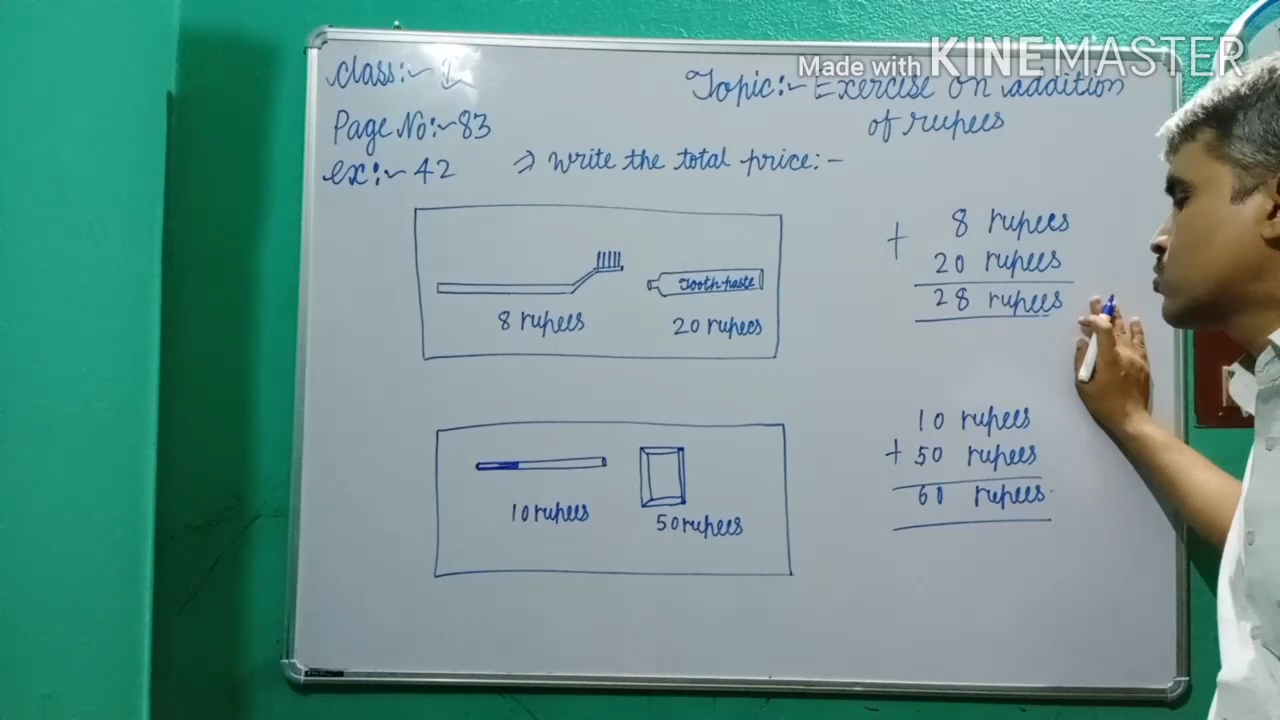 Made with KINEMASTER
Class:- I
Topic:- Exercise on addition
of rupees
Page No:- 83
ex:- 42
⇒ Write the total price:-
Tooth paste
8 rupees
20 rupees
8 rupees
+ 20 rupees
28 rupees
10 rupees
50 rupees
10 rupees
+ 50 rupees
60 rupees.